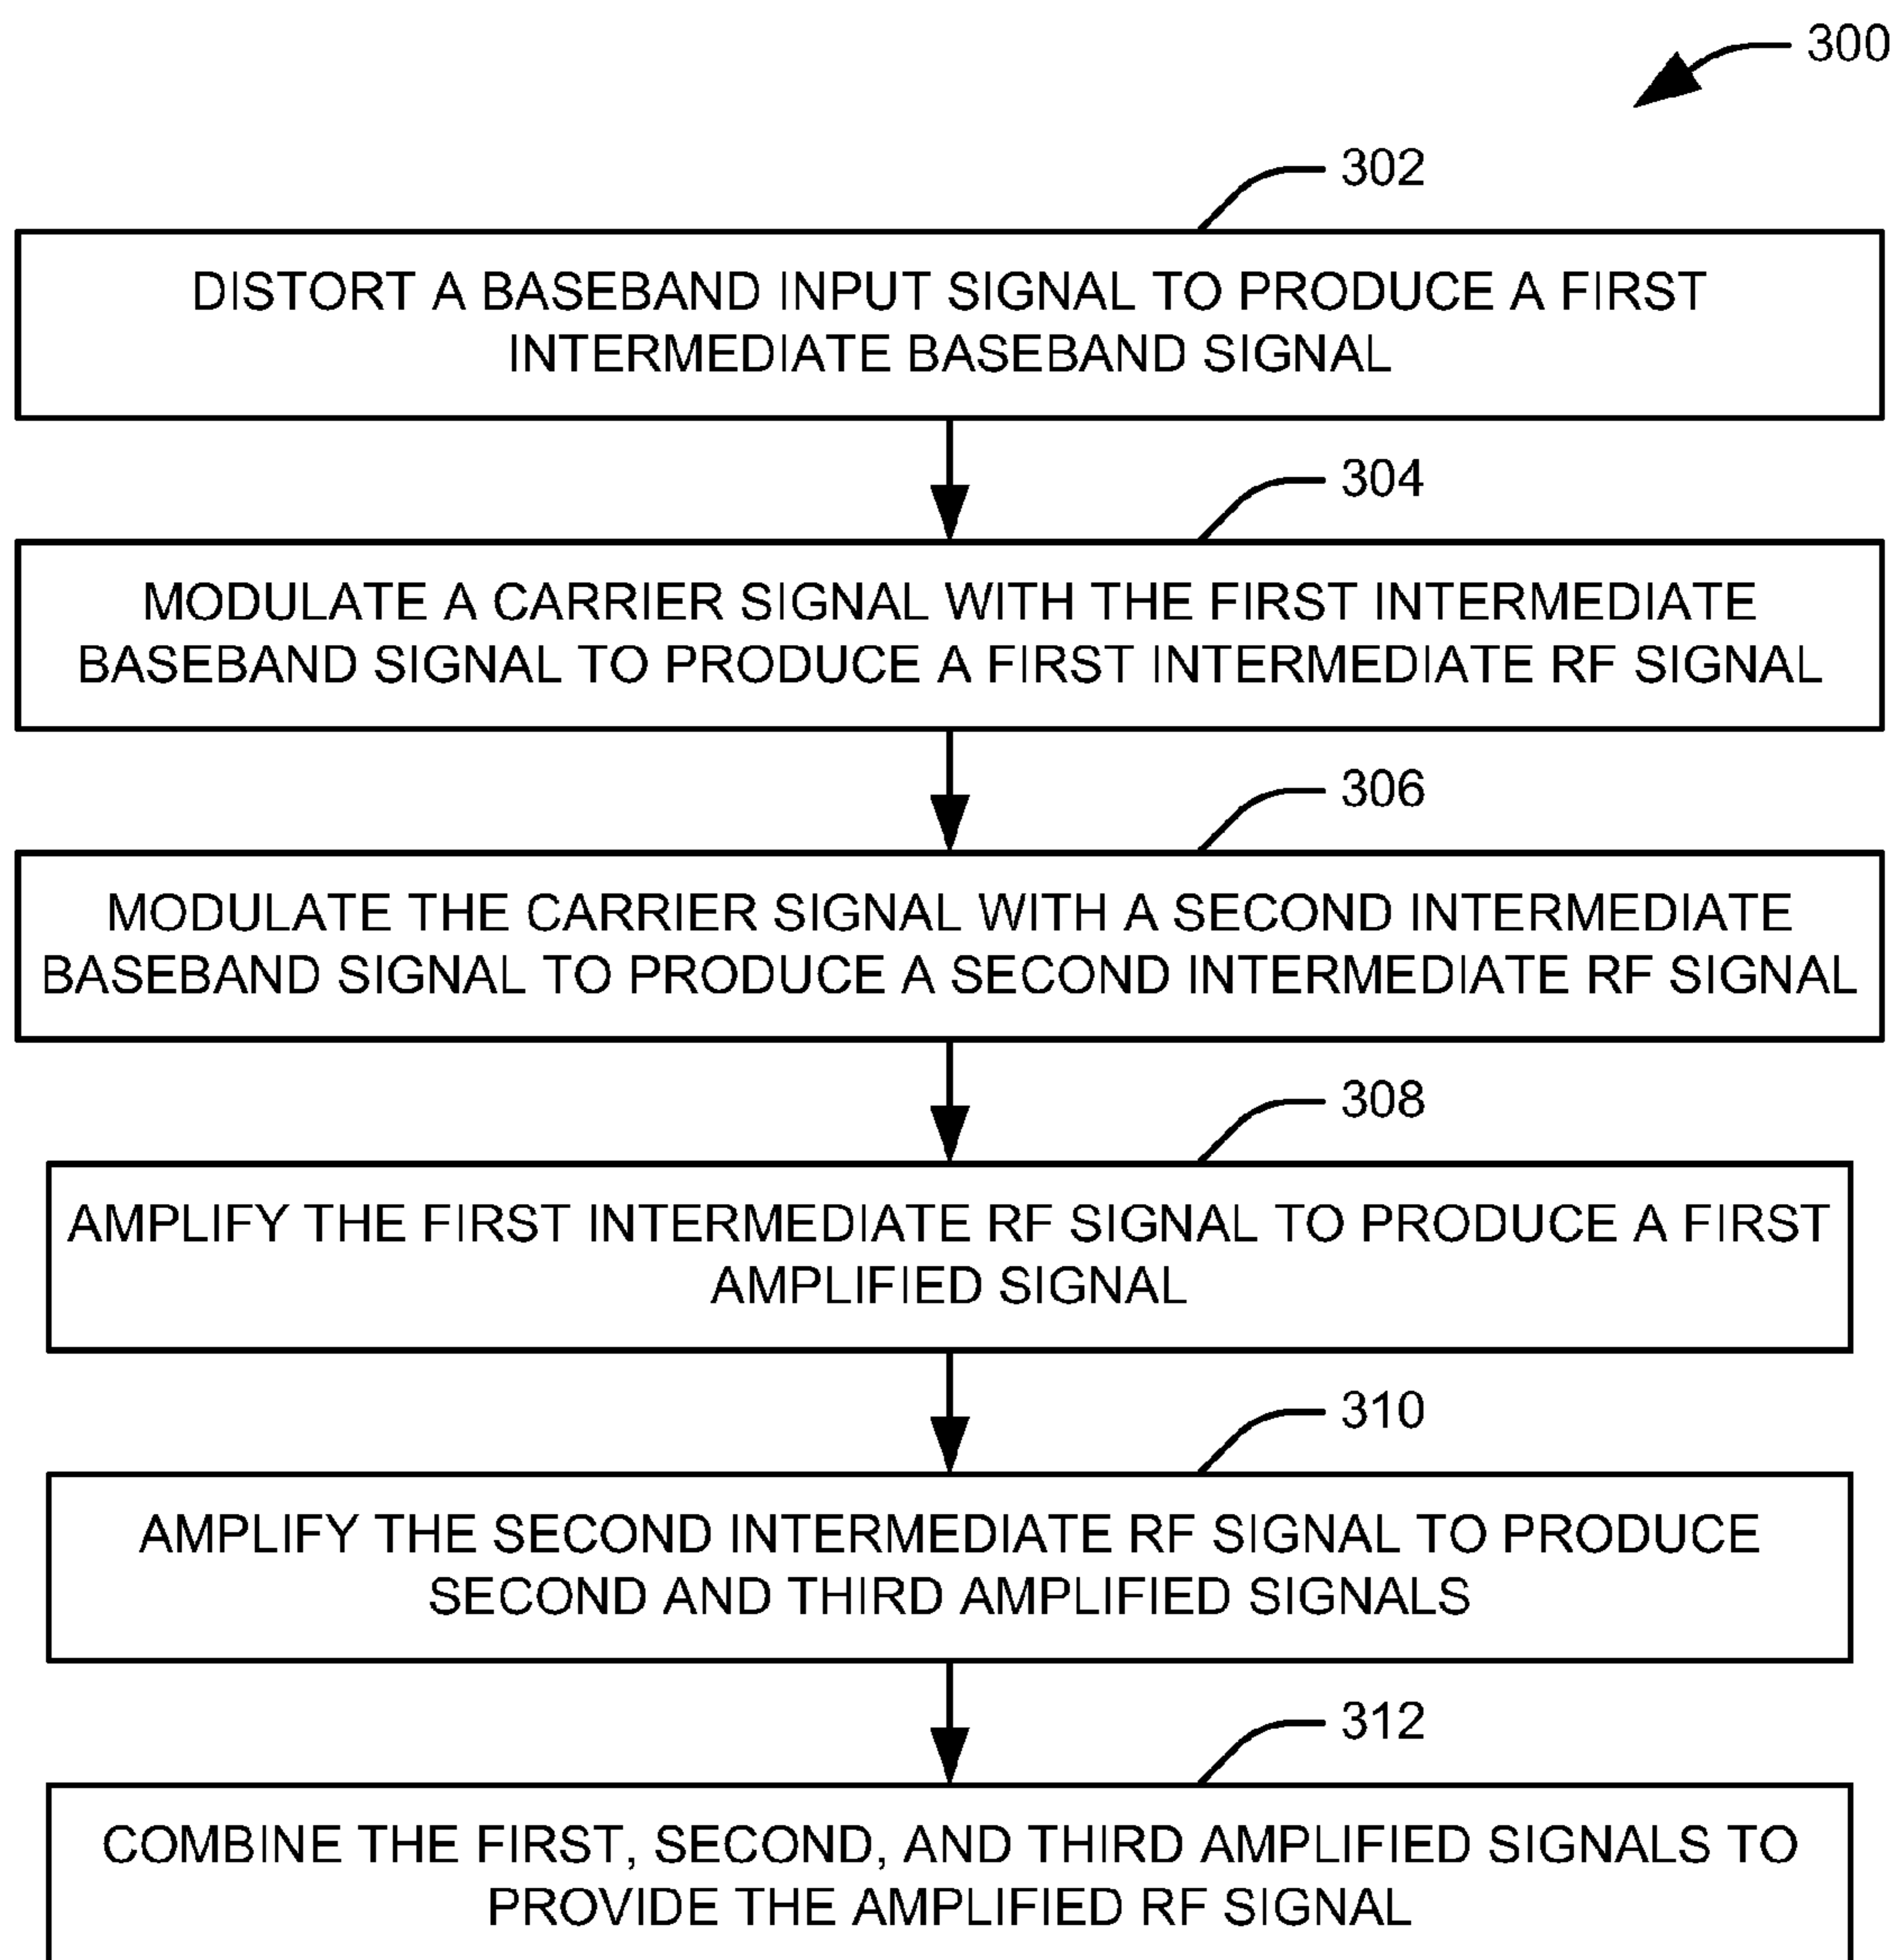 300
302
DISTORT A BASEBAND INPUT SIGNAL TO PRODUCE A FIRST
INTERMEDIATE BASEBAND SIGNAL
304
MODULATE A CARRIER SIGNAL WITH THE FIRST INTERMEDIATE
BASEBAND SIGNAL TO PRODUCE A FIRST INTERMEDIATE RF SIGNAL
306
MODULATE THE CARRIER SIGNAL WITH A SECOND INTERMEDIATE
BASEBAND SIGNAL TO PRODUCE A SECOND INTERMEDIATE RF SIGNAL
308
AMPLIFY THE FIRST INTERMEDIATE RF SIGNAL TO PRODUCE A FIRST
AMPLIFIED SIGNAL
310
AMPLIFY THE SECOND INTERMEDIATE RF SIGNAL TO PRODUCE
SECOND AND THIRD AMPLIFIED SIGNALS
312
COMBINE THE FIRST, SECOND, AND THIRD AMPLIFIED SIGNALS TO
PROVIDE THE AMPLIFIED RF SIGNAL